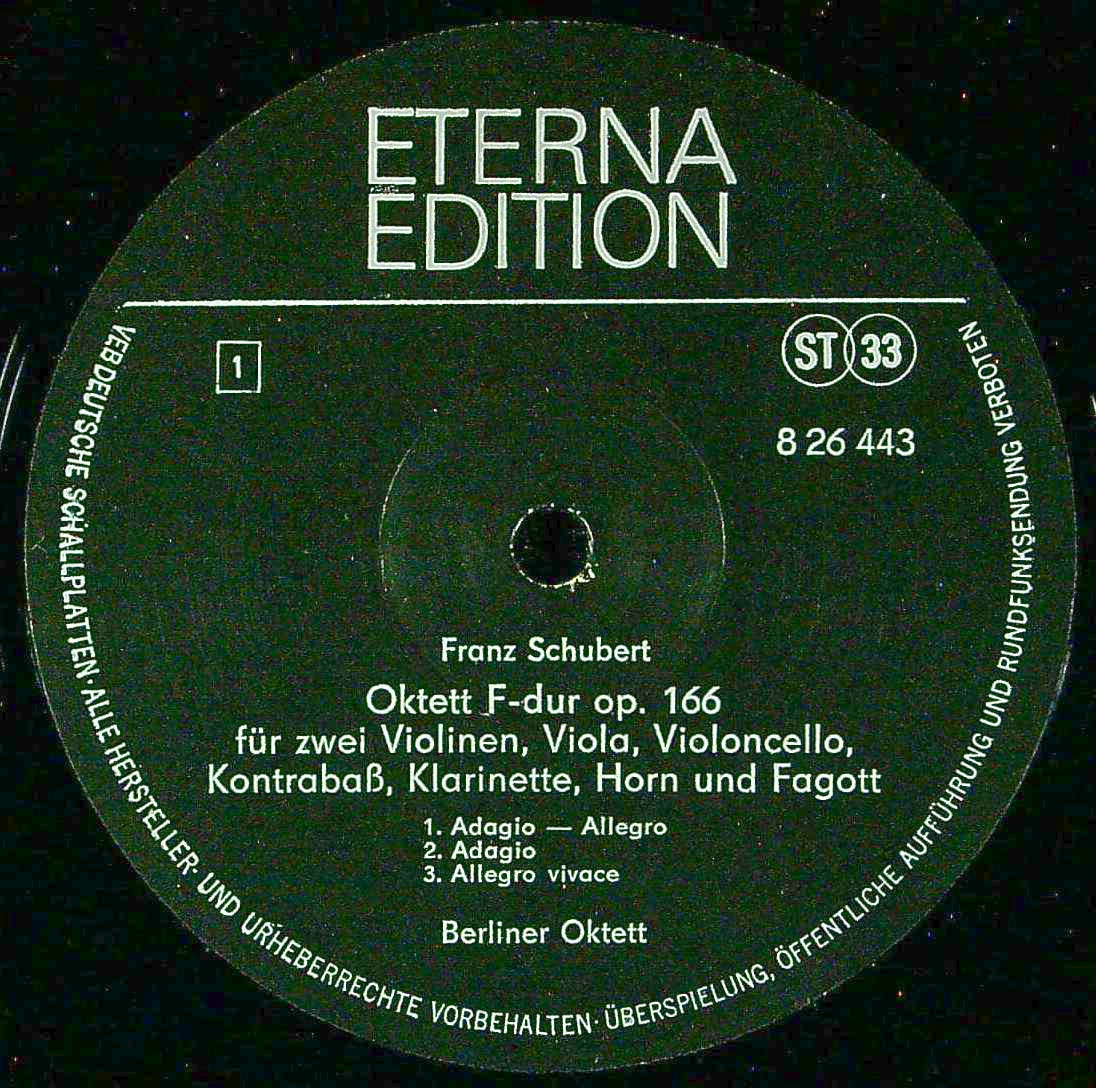 ETERNA
EDITION
1
ST 33
8 26 443
Franz Schubert
Oktett F-dur op. 166
für zwei Violinen, Viola, Violoncello,
Kontrabaß, Klarinette, Horn und Fagott
1. Adagio — Allegro
2. Adagio
3. Allegro vivace
Berliner Oktett
VEB DEUTSCHE SCHALLPLATTEN · ALLE HERSTELLER- UND URHEBERRECHTE VORBEHALTEN · ÜBERSPIELUNG, ÖFFENTLICHE AUFFÜHRUNG UND RUNDFUNKSENDUNG VERBOTEN